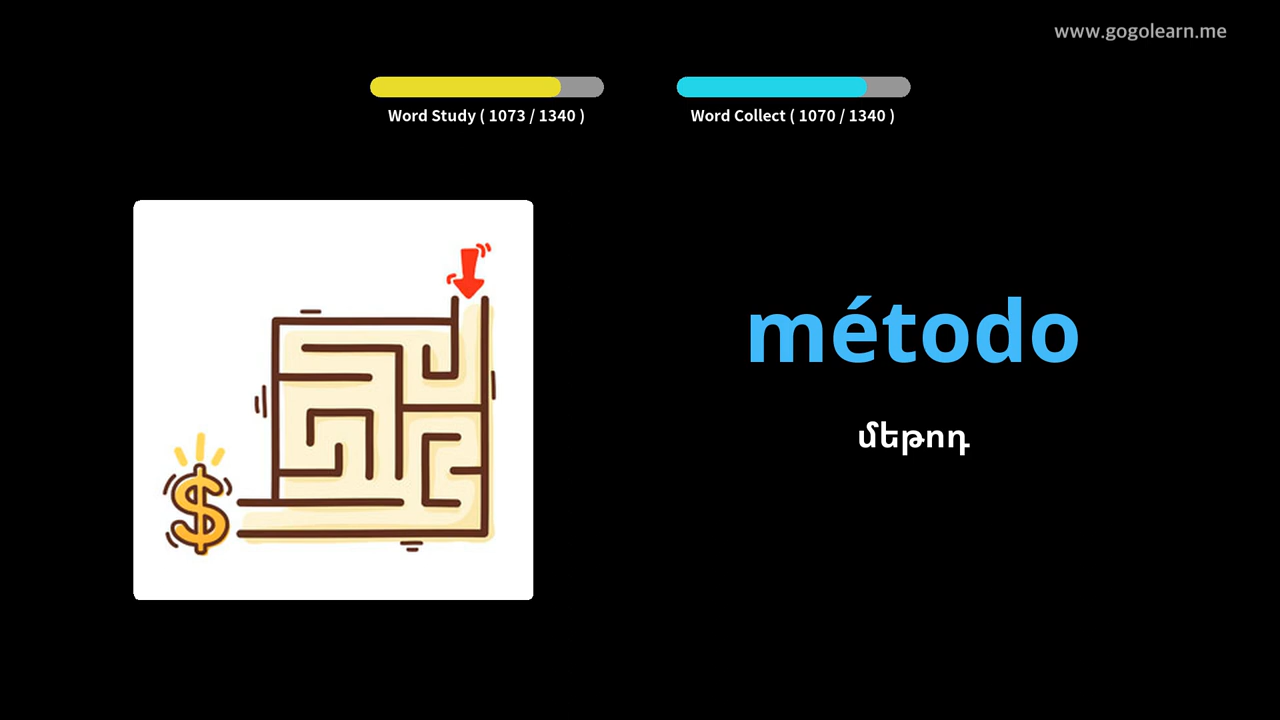 www.gogolearn.me
Word Study ( 1073 / 1340 )
Word Collect ( 1070 / 1340 )
$
método
մեթոդ